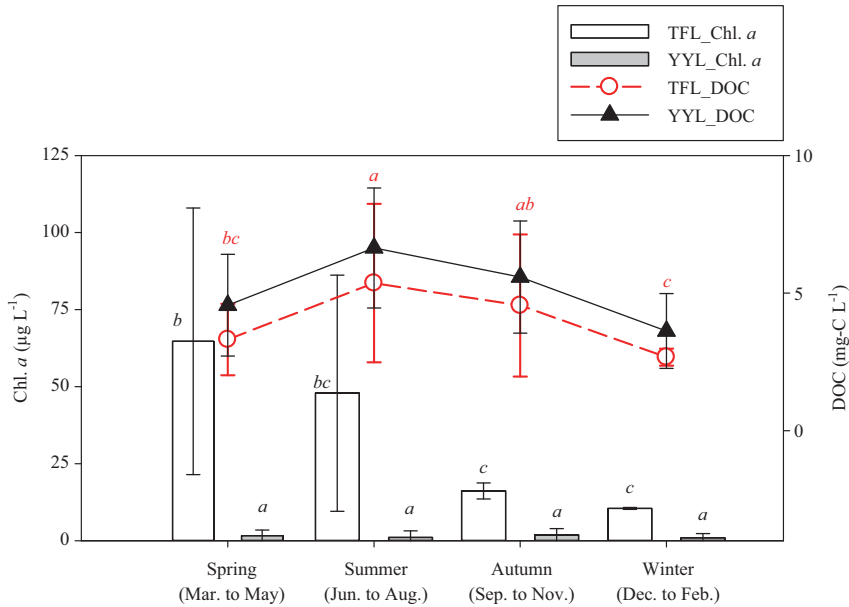 TFL_Chl. a
YYL_Chl. a
TFL_DOC
YYL_DOC
125
100
75
50
25
0
Chl. a (µg L⁻¹)
10
5
0
DOC (mg-C L⁻¹)
bc
a
ab
c
b
bc
c
c
a
a
a
a
Spring
(Mar. to May)
Summer
(Jun. to Aug.)
Autumn
(Sep. to Nov.)
Winter
(Dec. to Feb.)